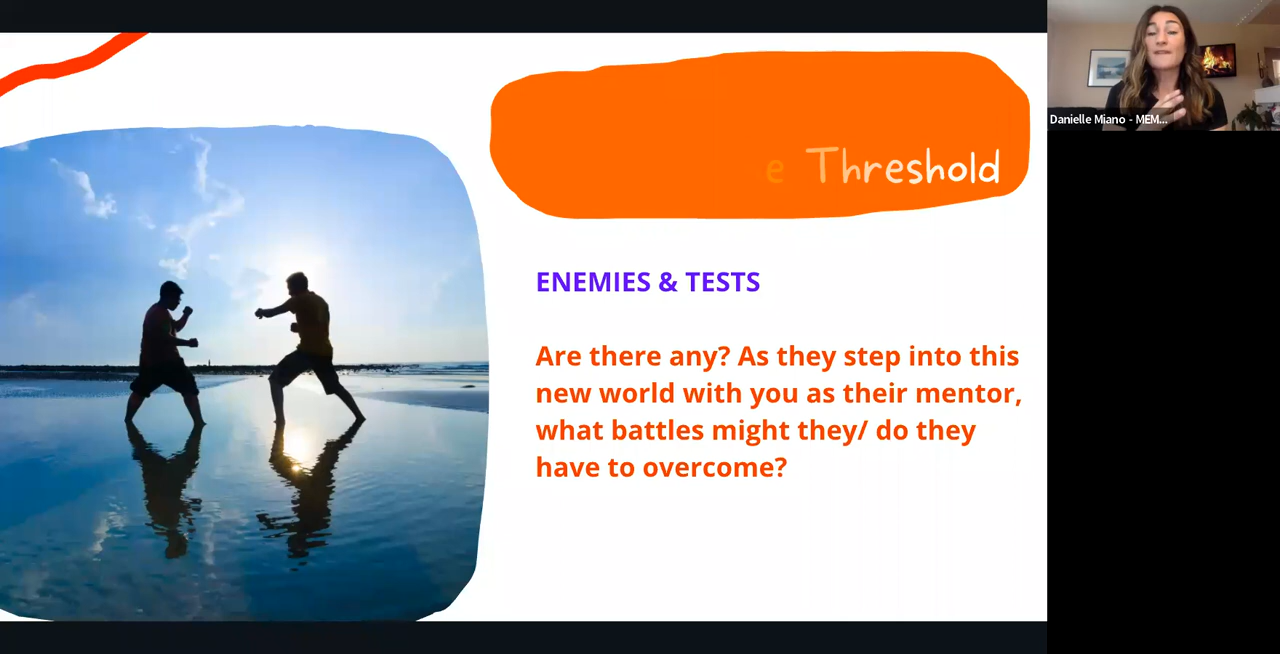 e Threshold
ENEMIES & TESTS
Are there any? As they step into this
new world with you as their mentor,
what battles might they/ do they
have to overcome?
Danielle Miano - MEM...